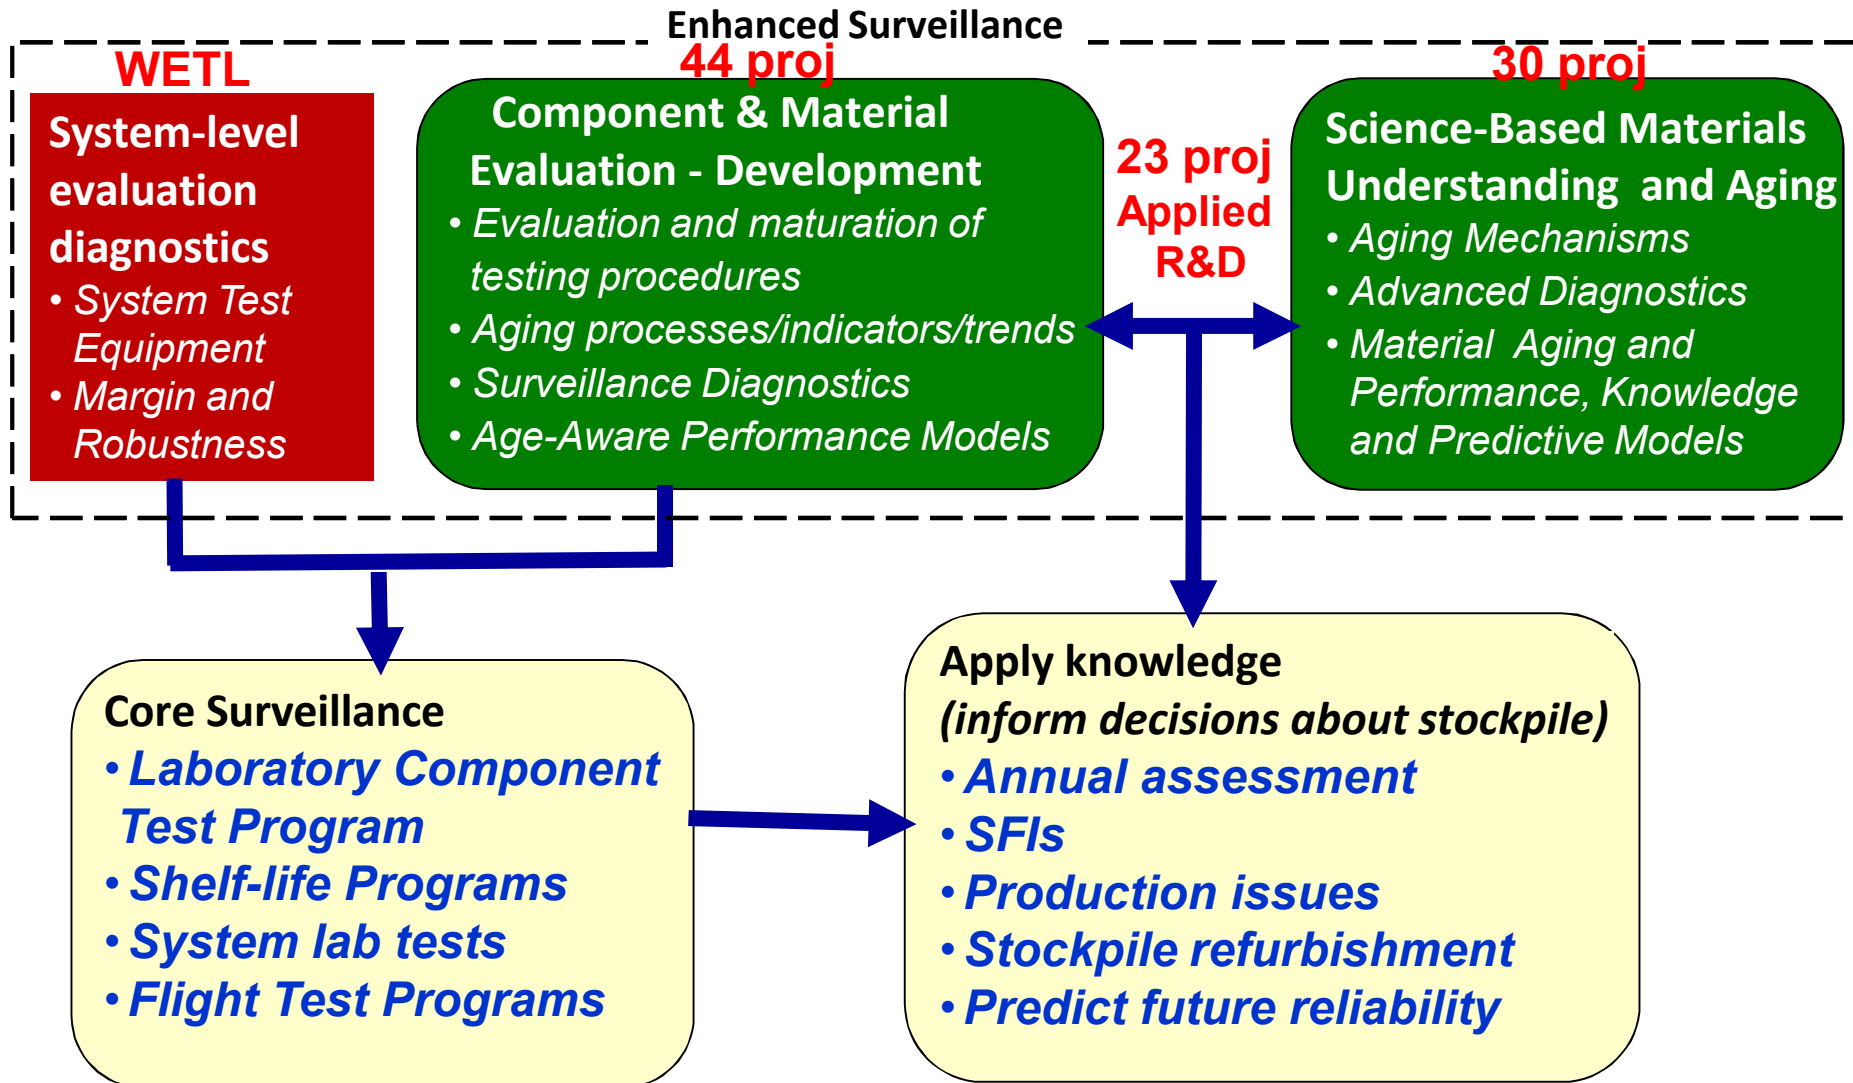 Enhanced Surveillance
WETL
System-level
evaluation
diagnostics
• System Test
Equipment
• Margin and
Robustness
44 proj
Component & Material
Evaluation - Development
• Evaluation and maturation of
testing procedures
• Aging processes/indicators/trends
• Surveillance Diagnostics
• Age-Aware Performance Models
23 proj
Applied
R&D
30 proj
Science-Based Materials
Understanding and Aging
• Aging Mechanisms
• Advanced Diagnostics
• Material Aging and
Performance, Knowledge
and Predictive Models
Core Surveillance
• Laboratory Component
Test Program
• Shelf-life Programs
• System lab tests
• Flight Test Programs
Apply knowledge
(inform decisions about stockpile)
• Annual assessment
• SFIs
• Production issues
• Stockpile refurbishment
• Predict future reliability